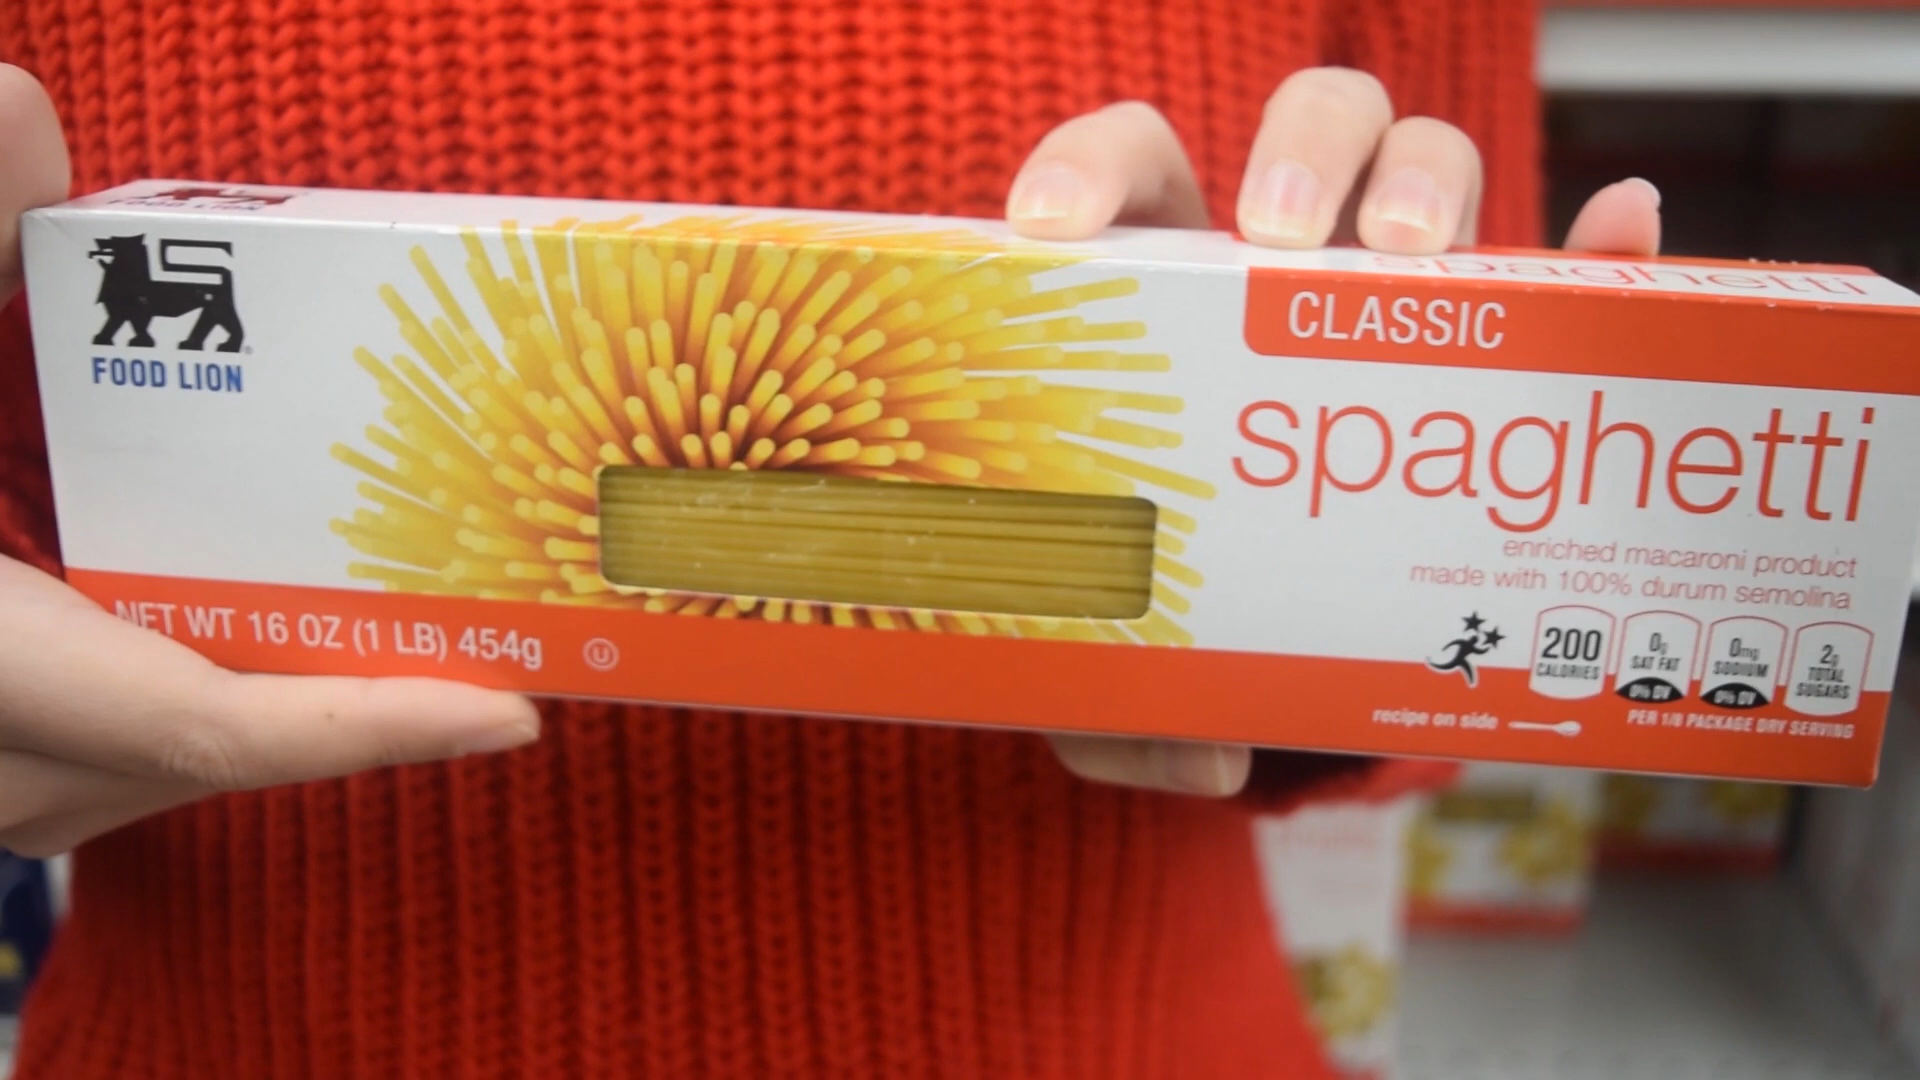 FOOD LION
FOOD LION
spaghetti
CLASSIC
spaghetti
enriched macaroni product
made with 100% durum semolina
NET WT 16 OZ (1 LB) 454g
U
200
CALORIES
0g
SAT FAT
0% DV
0mg
SODIUM
0% DV
2g
TOTAL
SUGARS
recipe on side
PER 1/8 PACKAGE DRY SERVING